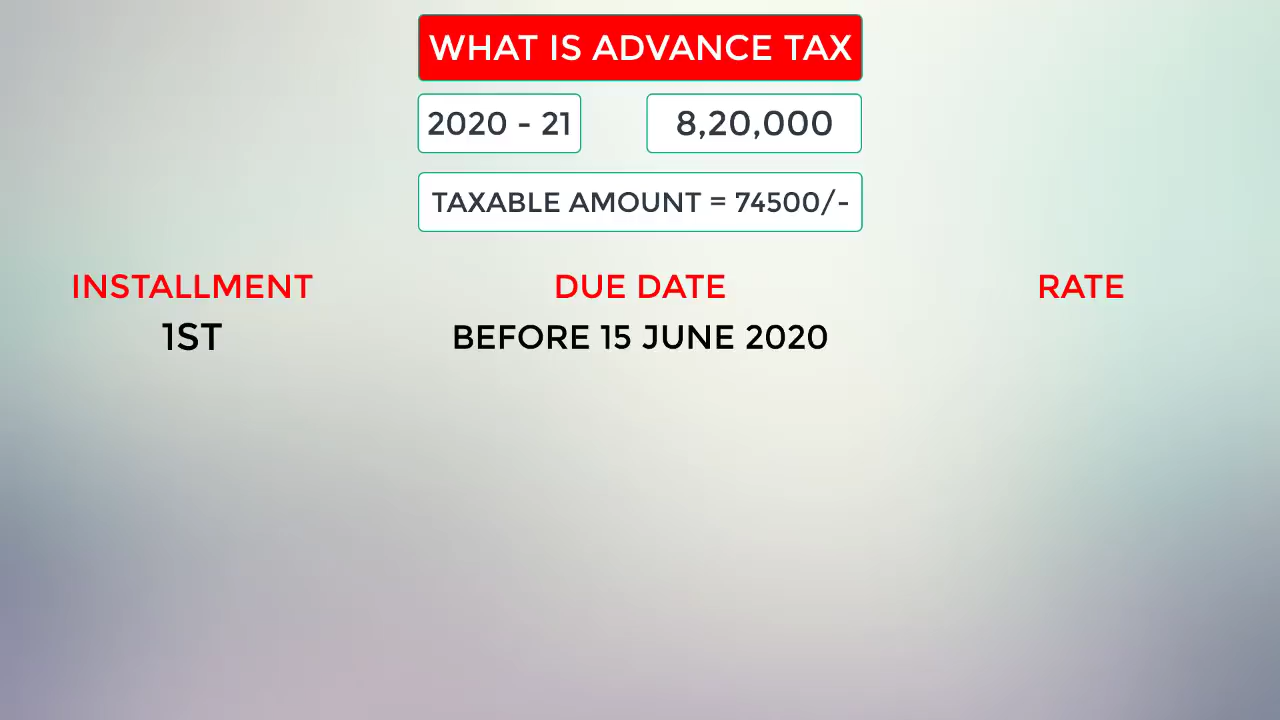 WHAT IS ADVANCE TAX
2020 - 21
8,20,000
TAXABLE AMOUNT = 74500/-
INSTALLMENT
DUE DATE
RATE
1ST
BEFORE 15 JUNE 2020